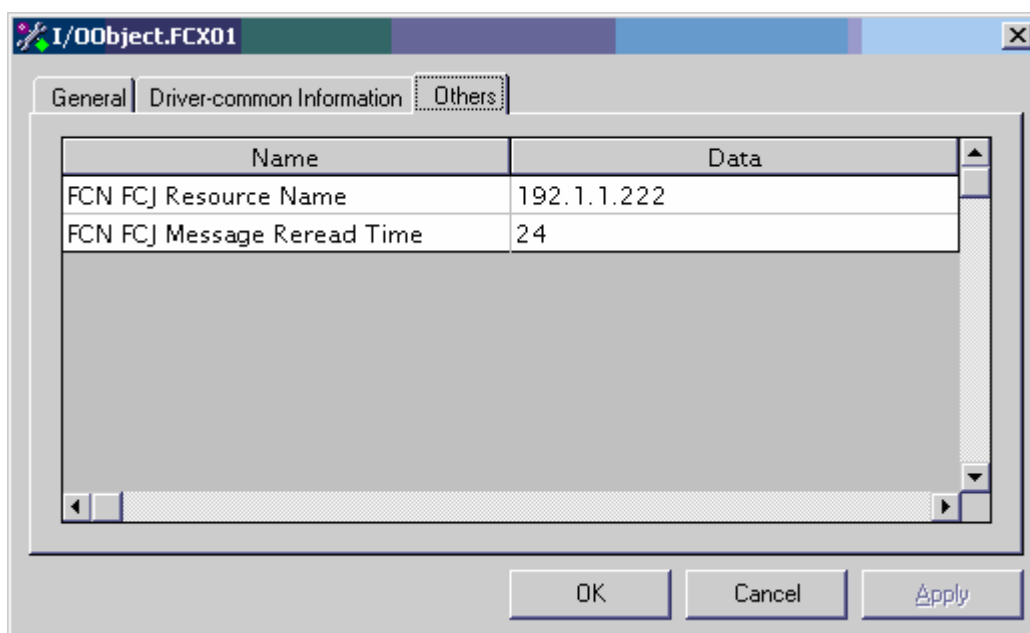 I/OObject.FCX01
General Driver-common Information Others
Name Data
FCN FCJ Resource Name 192.1.1.222
FCN FCJ Message Reread Time 24
OK Cancel Apply